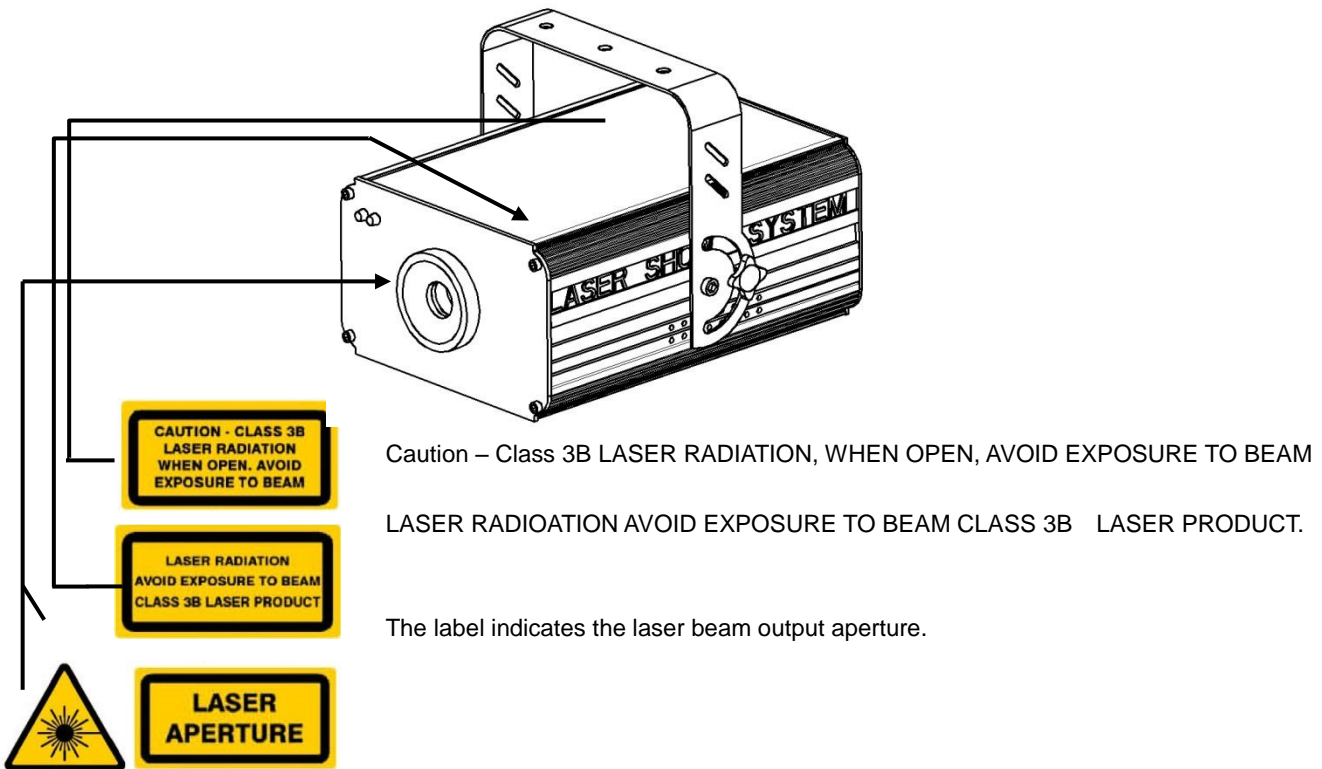 LASER SHO SYSTEM
CAUTION - CLASS 3B
LASER RADIATION
WHEN OPEN. AVOID
EXPOSURE TO BEAM
Caution – Class 3B LASER RADIATION, WHEN OPEN, AVOID EXPOSURE TO BEAM
LASER RADIOATION AVOID EXPOSURE TO BEAM CLASS 3B LASER PRODUCT.
LASER RADIATION
AVOID EXPOSURE TO BEAM
CLASS 3B LASER PRODUCT
The label indicates the laser beam output aperture.
LASER
APERTURE